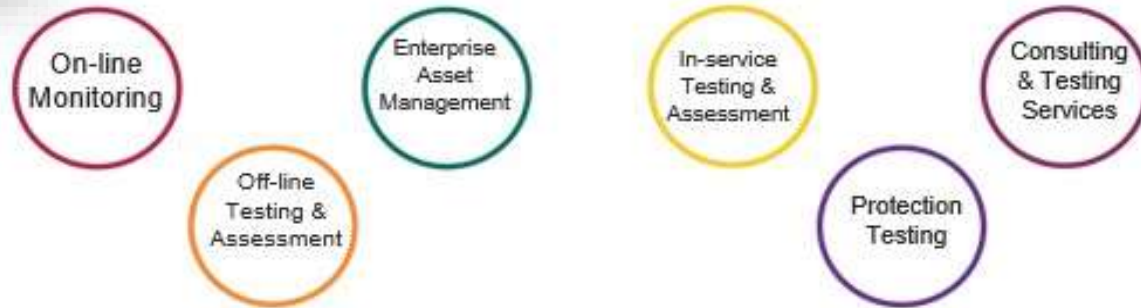 On-line
Monitoring
Enterprise
Asset
Management
In-service
Testing &
Assessment
Consulting
& Testing
Services
Off-line
Testing &
Assessment
Protection
Testing